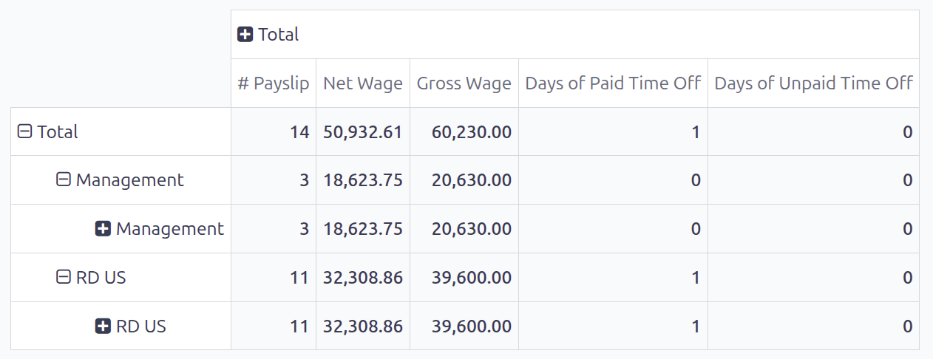 Total
# Payslip Net Wage Gross Wage Days of Paid Time Off Days of Unpaid Time Off
Total 14 50,932.61 60,230.00 1 0
Management 3 18,623.75 20,630.00 0 0
Management 3 18,623.75 20,630.00 0 0
RD US 11 32,308.86 39,600.00 1 0
RD US 11 32,308.86 39,600.00 1 0